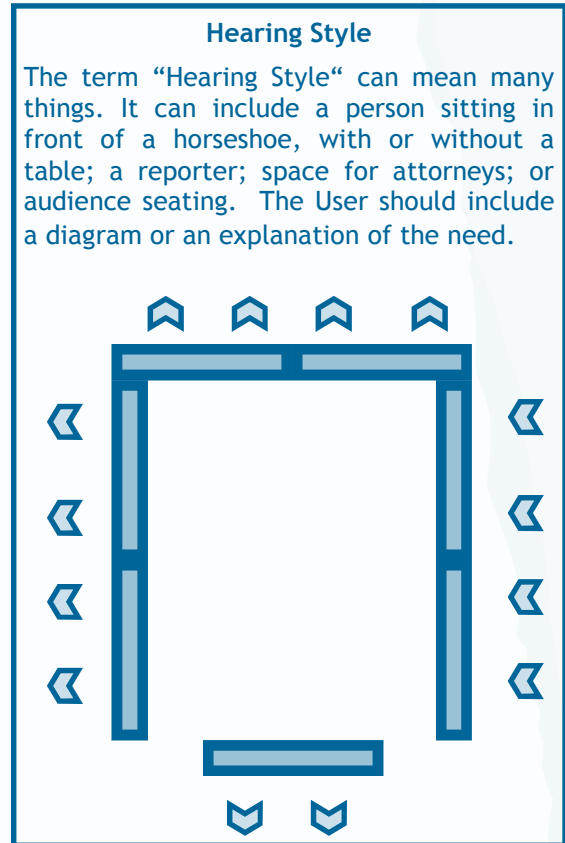 Hearing Style
The term “Hearing Style“ can mean many
things. It can include a person sitting in
front of a horseshoe, with or without a
table; a reporter; space for attorneys; or
audience seating.  The User should include
a diagram or an explanation of the need.